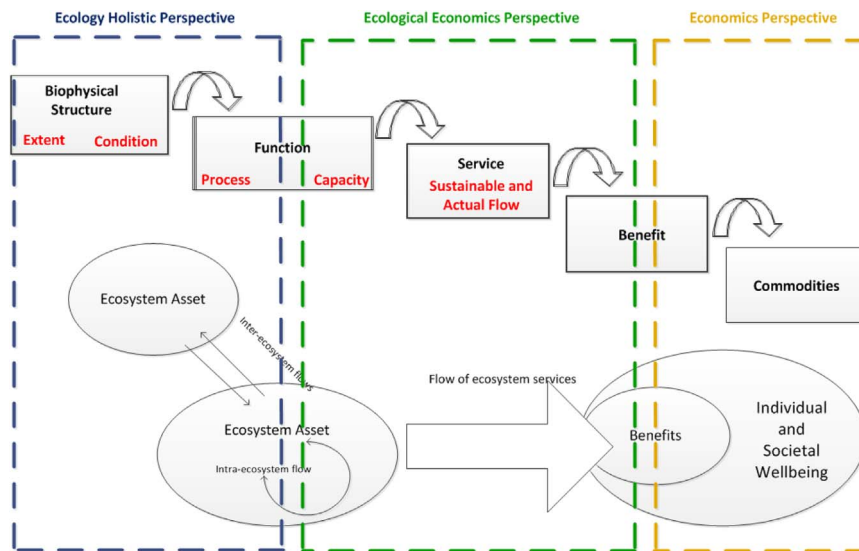 Ecology Holistic Perspective
Ecological Economics Perspective
Economics Perspective
Biophysical
Structure
Extent Condition
Function
Process Capacity
Service
Sustainable and
Actual Flow
Benefit
Commodities
Ecosystem Asset
Inter-ecosystem flows
Flow of ecosystem services
Ecosystem Asset
Intra-ecosystem flow
Benefits
Individual
and
Societal
Wellbeing